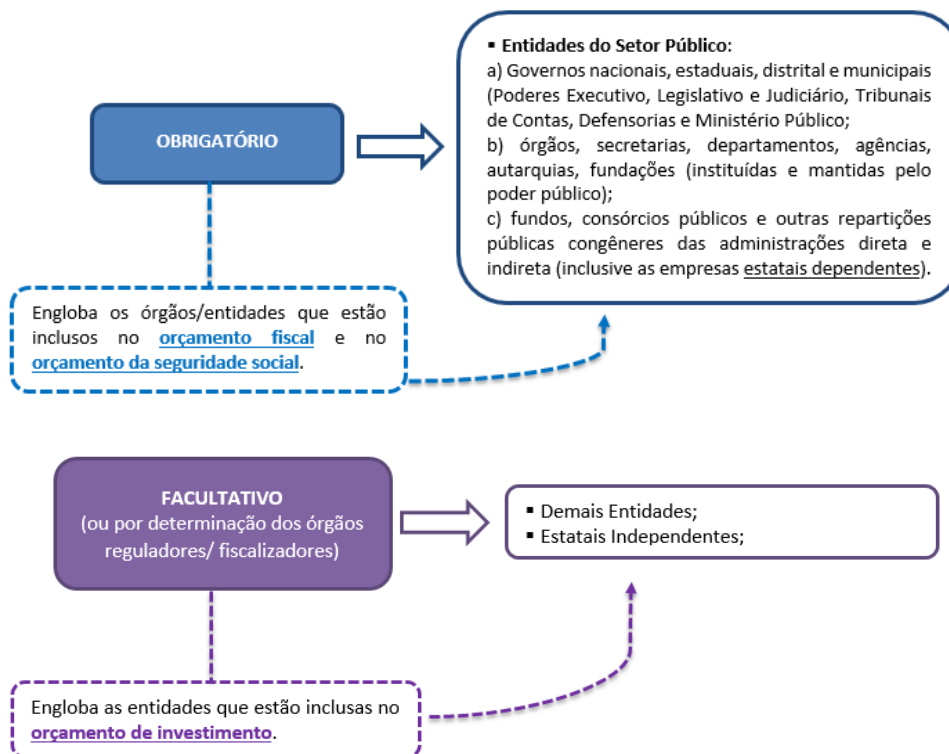 ▪ Entidades do Setor Público:
a) Governos nacionais, estaduais, distrital e municipais
(Poderes Executivo, Legislativo e Judiciário, Tribunais
de Contas, Defensorias e Ministério Público;
b) órgãos, secretarias, departamentos, agências,
autarquias, fundações (instituídas e mantidas pelo
poder público);
c) fundos, consórcios públicos e outras repartições
públicas congêneres das administrações direta e
indireta (inclusive as empresas estatais dependentes).
OBRIGATÓRIO
Engloba os órgãos/entidades que estão
inclusos no orçamento fiscal e no
orçamento da seguridade social.
FACULTATIVO
(ou por determinação dos órgãos
reguladores/ fiscalizadores)
▪ Demais Entidades;
▪ Estatais Independentes;
Engloba as entidades que estão inclusas no
orçamento de investimento.